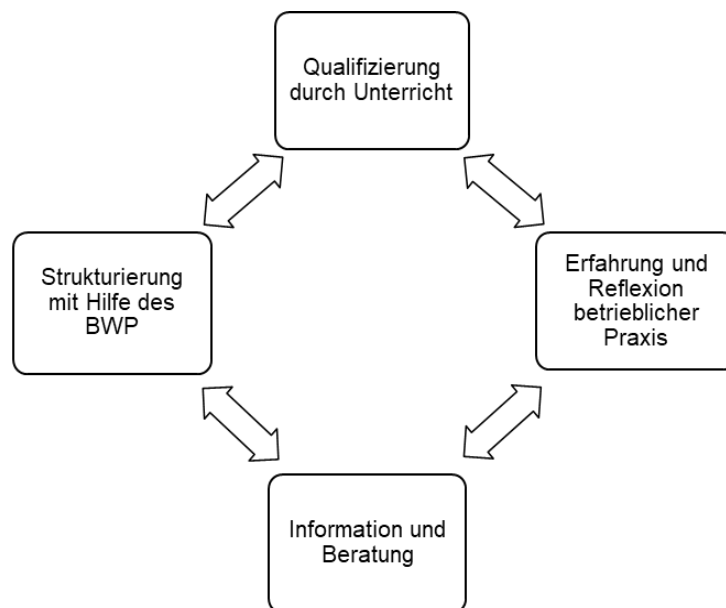 Qualifizierung
durch Unterricht
Strukturierung
mit Hilfe des
BWP
Erfahrung und
Reflexion
betrieblicher
Praxis
Information und
Beratung